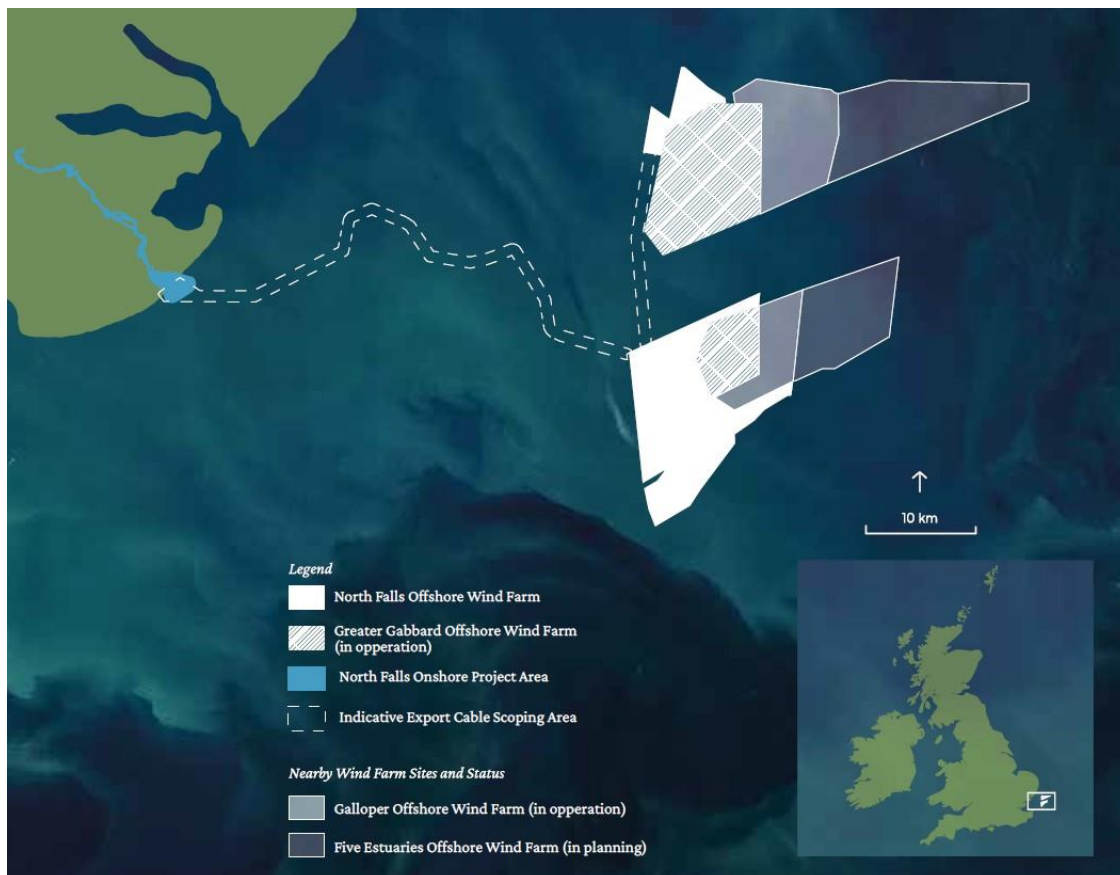 10 km
Legend
North Falls Offshore Wind Farm
Greater Gabbard Offshore Wind Farm
(in opperation)
North Falls Onshore Project Area
Indicative Export Cable Scoping Area
Nearby Wind Farm Sites and Status
Galloper Offshore Wind Farm (in opperation)
Five Estuaries Offshore Wind Farm (in planning)